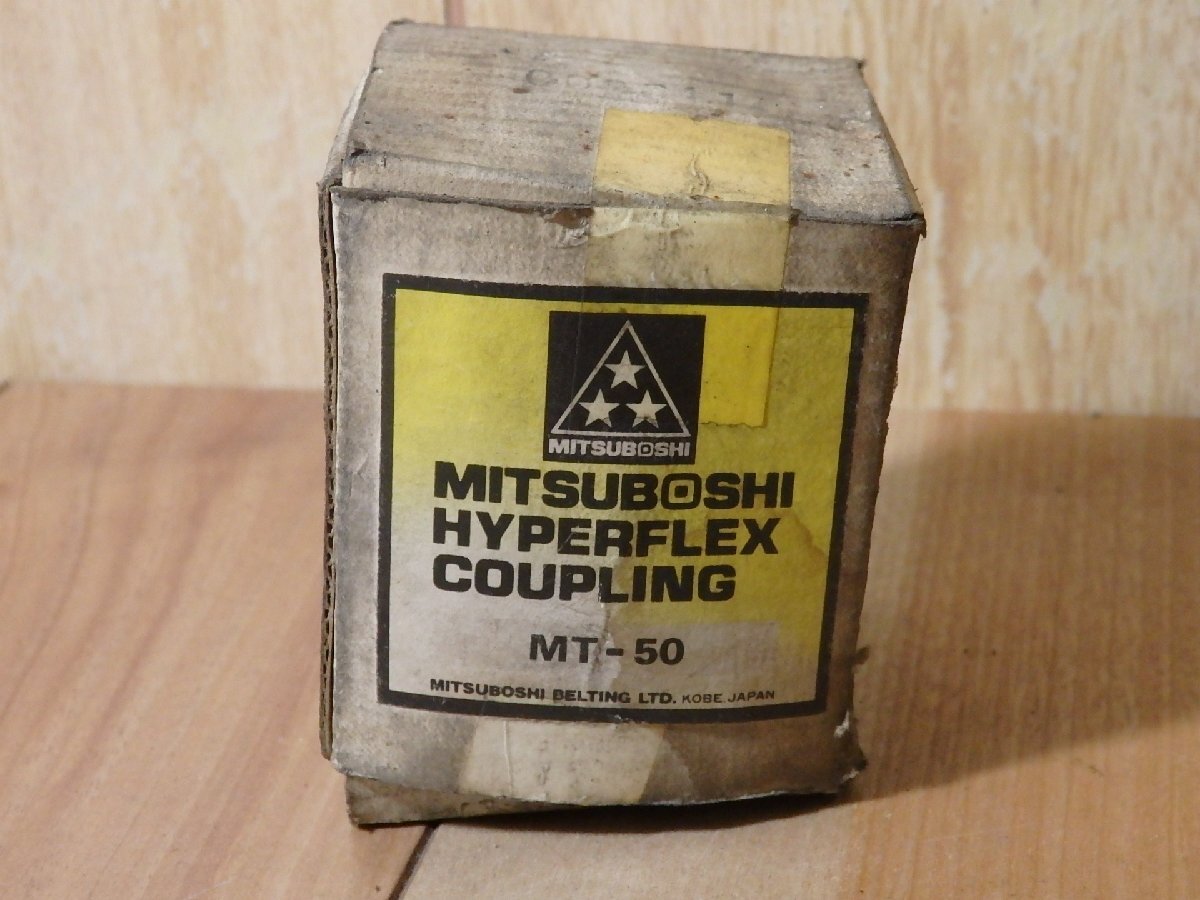 MITSUBOSHI
MITSUBOSHI
HYPERFLEX
COUPLING
MT-50
MITSUBOSHI BELTING LTD. KOBE. JAPAN